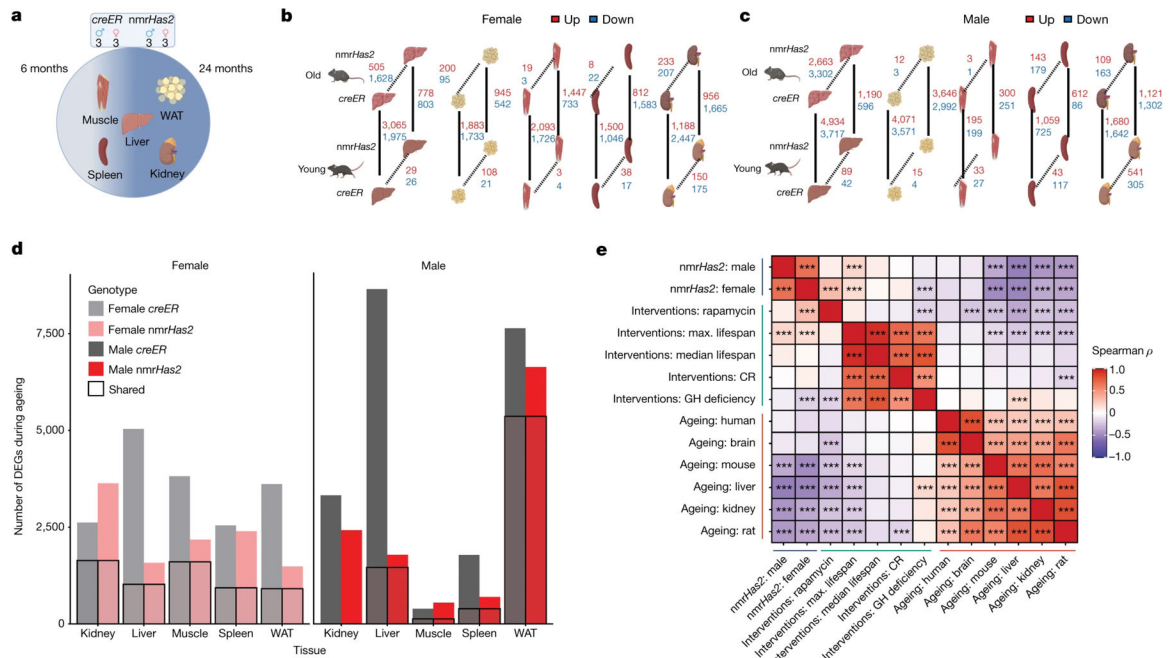 a
creER nmrHas2
♂ ♀ ♂ ♀
3 3 3 3
6 months
24 months
Muscle
WAT
Liver
Spleen
Kidney
b
Female
Up
Down
nmrHas2
Old
creER
nmrHas2
Young
creER
505
1,628
778
803
3,065
1,975
29
26
200
95
945
542
1,883
1,733
108
21
19
3
1,447
733
2,093
1,726
3
4
8
22
812
1,583
1,500
1,046
38
17
233
207
956
1,665
1,188
2,447
150
175
c
Male
Up
Down
nmrHas2
Old
creER
nmrHas2
Young
creER
2,663
3,302
1,190
596
4,934
3,717
89
42
12
3
3,646
2,992
4,071
3,571
15
4
3
1
300
251
195
199
33
27
143
179
612
86
1,059
725
43
117
109
163
1,121
1,302
1,680
1,642
541
305
d
Female
Male
Genotype
Female creER
Female nmrHas2
Male creER
Male nmrHas2
Shared
Number of DEGs during ageing
7,500
5,000
2,500
0
Kidney Liver Muscle Spleen WAT
Kidney Liver Muscle Spleen WAT
Tissue
e
nmrHas2: male
nmrHas2: female
Interventions: rapamycin
Interventions: max. lifespan
Interventions: median lifespan
Interventions: CR
Interventions: GH deficiency
Ageing: human
Ageing: brain
Ageing: mouse
Ageing: liver
Ageing: kidney
Ageing: rat
*** *** *** *** *** ***
*** *** *** *** *** *** *** ***
*** *** *** *** *** *** ***
*** *** *** *** *** *** *** *** ***
*** *** ***
*** *** *** ***
*** *** *** *** *** ***
*** *** *** *** ***
*** *** *** *** *** ***
*** *** *** *** *** *** *** *** ***
*** *** *** *** *** *** *** *** *** ***
*** *** *** *** *** *** *** *** ***
*** *** *** *** *** *** *** *** *** ***
nmrHas2: male
nmrHas2: female
Interventions: rapamycin
Interventions: max. lifespan
Interventions: median lifespan
Interventions: CR
Interventions: GH deficiency
Ageing: human
Ageing: brain
Ageing: mouse
Ageing: liver
Ageing: kidney
Ageing: rat
Spearman ρ
1.0
0.5
0
−0.5
−1.0